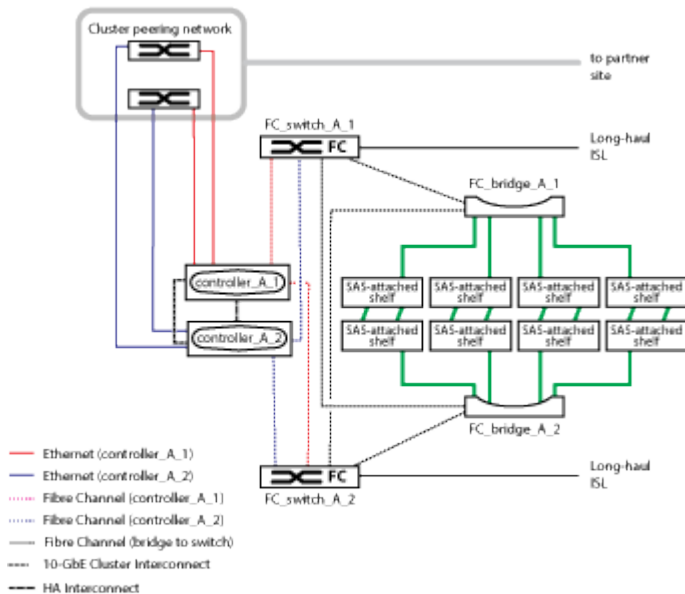 Cluster peering network
to partner
site
FC_switch_A_1
FC
Long-haul
ISL
FC_bridge_A_1
controller_A_1
controller_A_2
SAS-attached
shelf
SAS-attached
shelf
SAS-attached
shelf
SAS-attached
shelf
SAS-attached
shelf
SAS-attached
shelf
SAS-attached
shelf
SAS-attached
shelf
FC_bridge_A_2
FC
FC_switch_A_2
Long-haul
ISL
Ethernet (controller_A_1)
Ethernet (controller_A_2)
Fibre Channel (controller_A_1)
Fibre Channel (controller_A_2)
Fibre Channel (bridge to switch)
10-GbE Cluster Interconnect
HA Interconnect